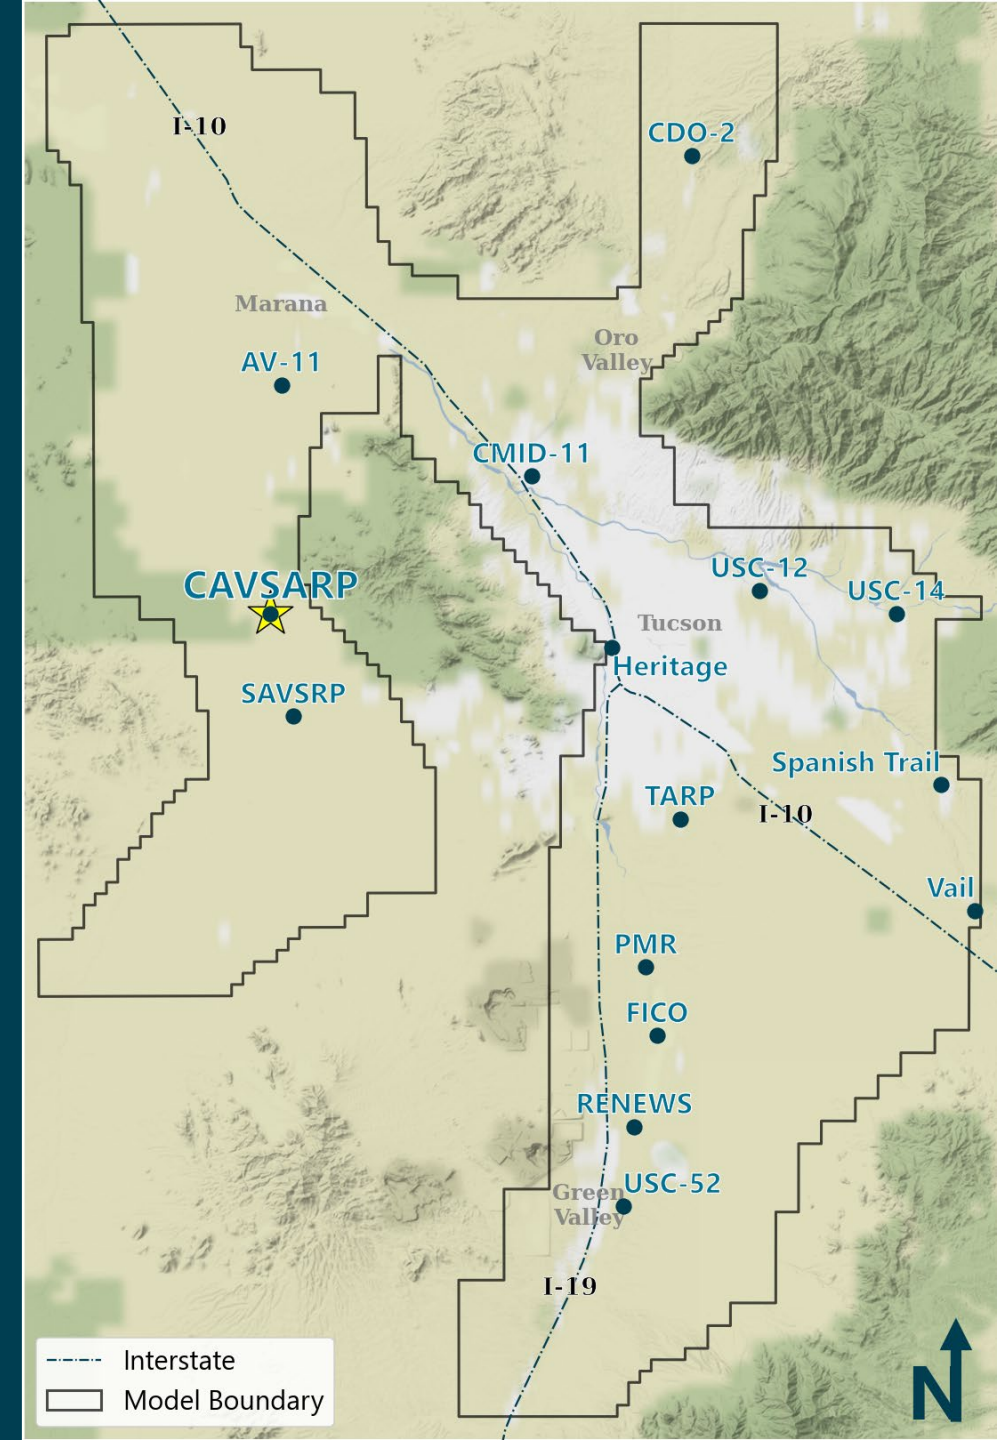 CDO-2
I-10
Marana
Oro
Valley
AV-11
CMID-11
USC-12
CAVSARP
USC-14
Tucson
Heritage
SAVSRP
Spanish Trail
TARP
I-10
Vail
PMR
FICO
RENEWS
USC-52
Green
Valley
I-19
Interstate
Model Boundary
N